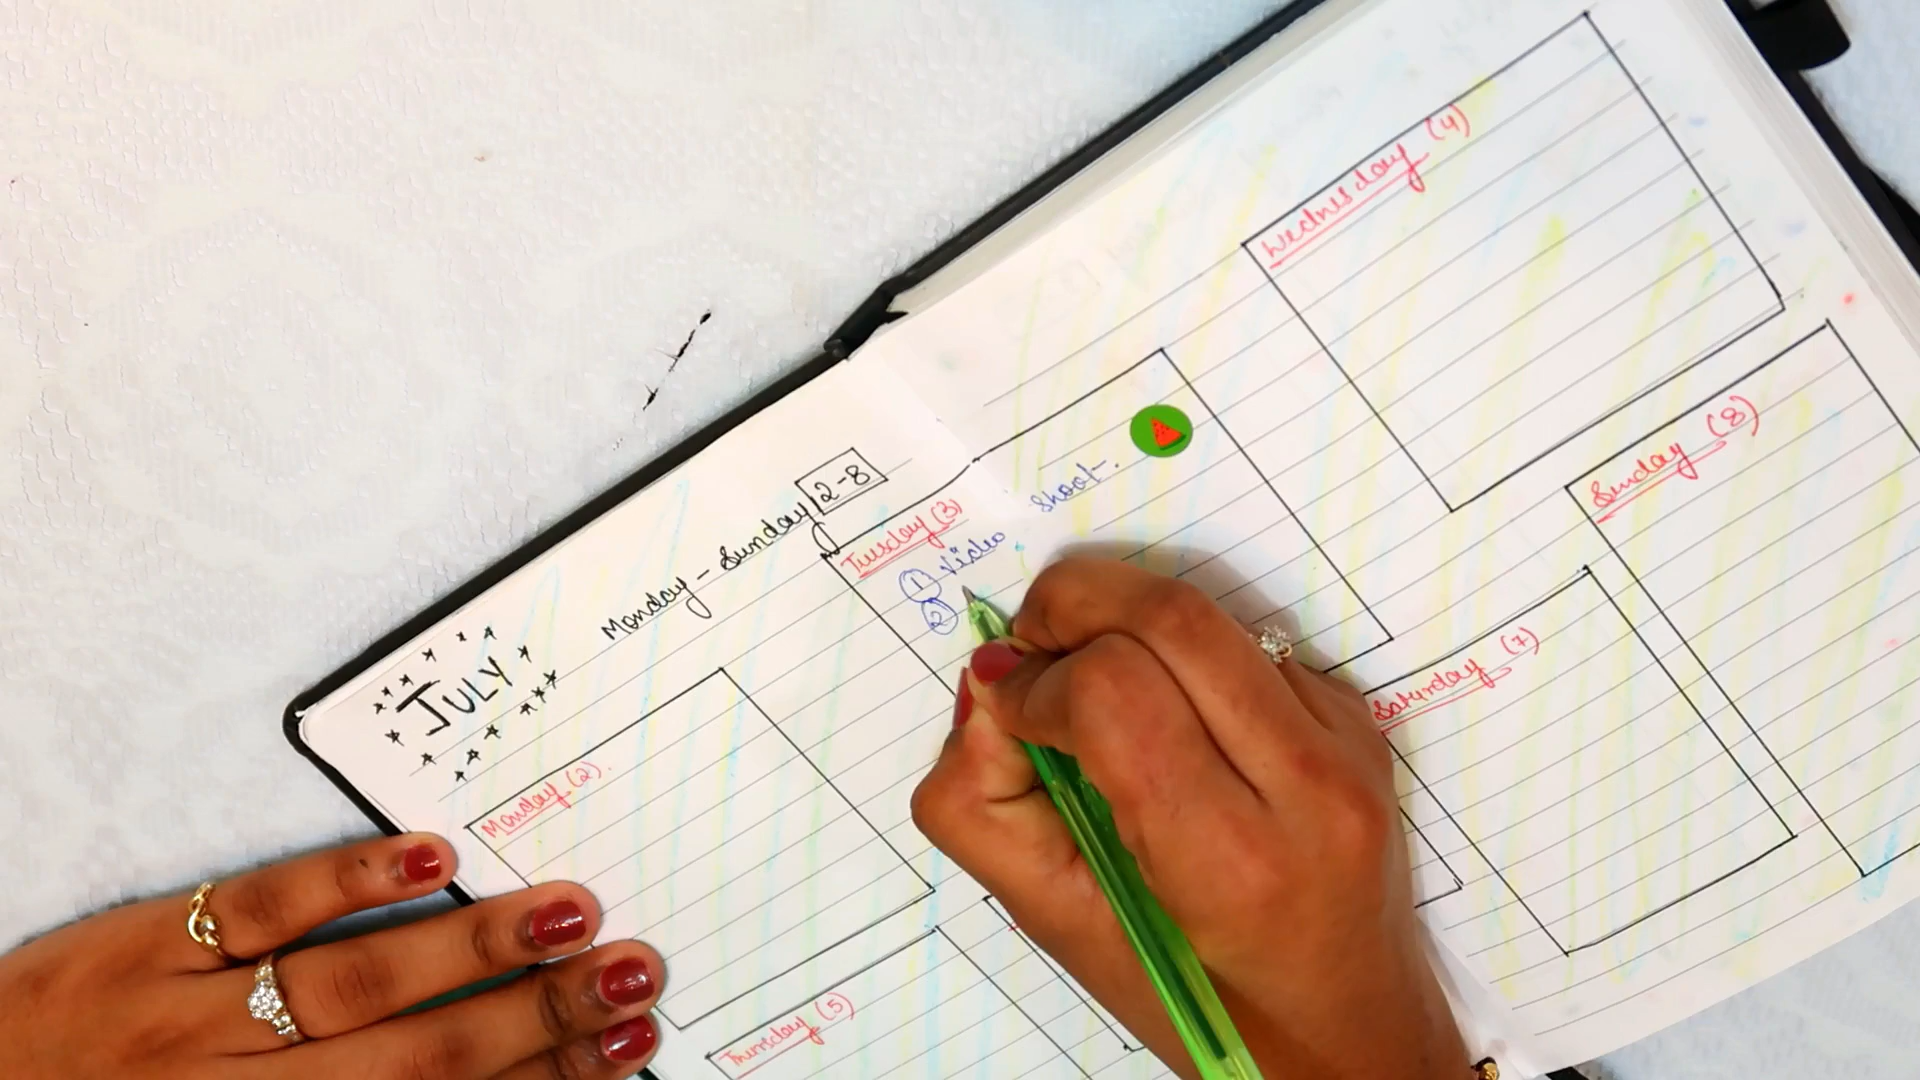 JULY
Monday - Sunday 2-8
Monday (2).
Tuesday (3)
1 Video shoot.
2
Wednesday (4)
Thursday (5)
Saturday (7)
Sunday (8)